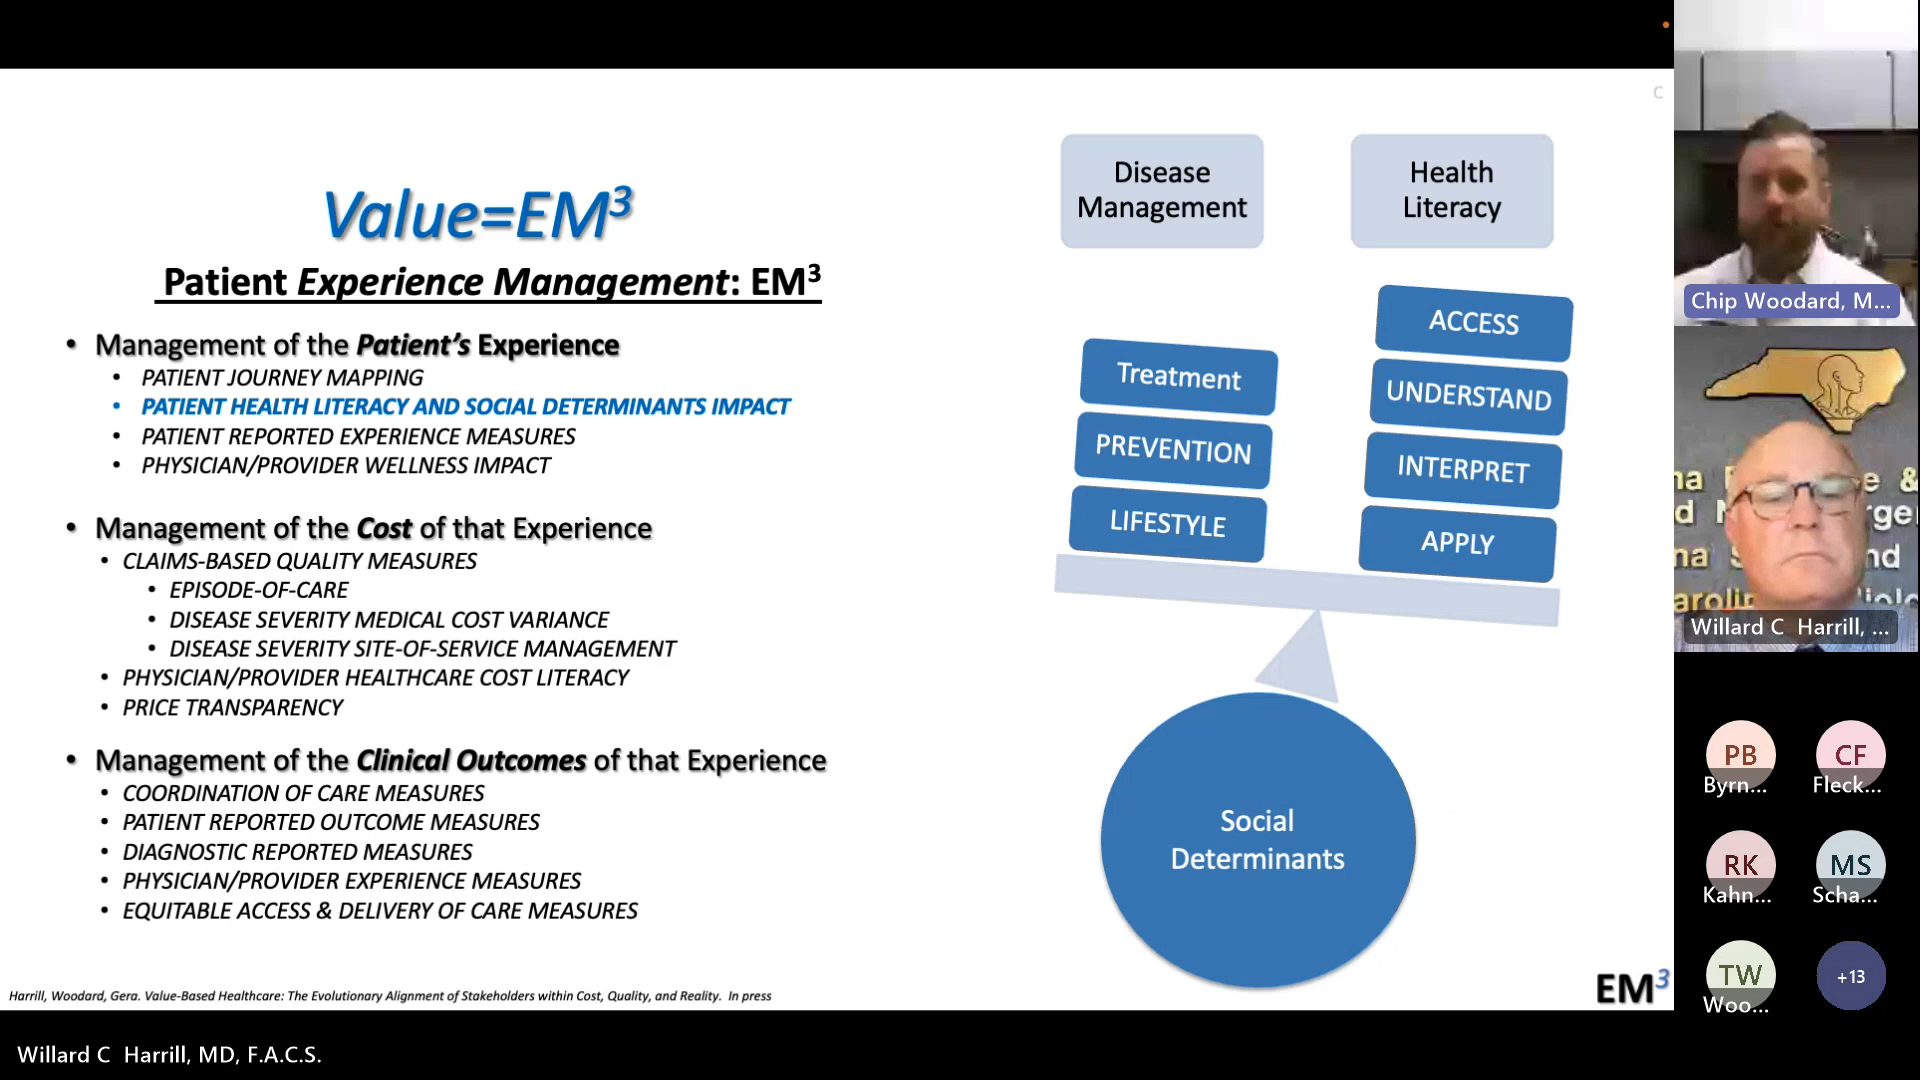 C
Value=EM³
Patient Experience Management: EM³
• Management of the Patient's Experience
• PATIENT JOURNEY MAPPING
• PATIENT HEALTH LITERACY AND SOCIAL DETERMINANTS IMPACT
• PATIENT REPORTED EXPERIENCE MEASURES
• PHYSICIAN/PROVIDER WELLNESS IMPACT
• Management of the Cost of that Experience
• CLAIMS-BASED QUALITY MEASURES
• EPISODE-OF-CARE
• DISEASE SEVERITY MEDICAL COST VARIANCE
• DISEASE SEVERITY SITE-OF-SERVICE MANAGEMENT
• PHYSICIAN/PROVIDER HEALTHCARE COST LITERACY
• PRICE TRANSPARENCY
• Management of the Clinical Outcomes of that Experience
• COORDINATION OF CARE MEASURES
• PATIENT REPORTED OUTCOME MEASURES
• DIAGNOSTIC REPORTED MEASURES
• PHYSICIAN/PROVIDER EXPERIENCE MEASURES
• EQUITABLE ACCESS & DELIVERY OF CARE MEASURES
Harrill, Woodard, Gera. Value-Based Healthcare: The Evolutionary Alignment of Stakeholders within Cost, Quality, and Reality. In press
Disease
Management
Health
Literacy
Treatment
PREVENTION
LIFESTYLE
ACCESS
UNDERSTAND
INTERPRET
APPLY
Social
Determinants
EM³
Chip Woodard, M...
Willard C Harrill, ...
PB
Byrn...
CF
Fleck...
RK
Kahn...
MS
Scha...
TW
Woo...
+13
Willard C Harrill, MD, F.A.C.S.